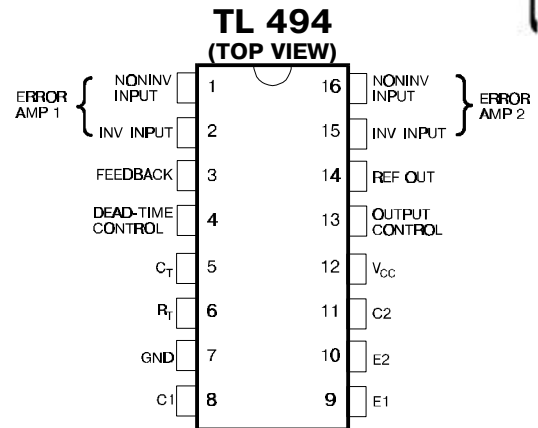 TL 494
(TOP VIEW)
ERROR
AMP 1
NONINV
INPUT
1
16
NONINV
INPUT
ERROR
AMP 2
INV INPUT
2
15
INV INPUT
FEEDBACK
3
14
REF OUT
DEAD-TIME
CONTROL
4
13
OUTPUT
CONTROL
CT
5
12
VCC
RT
6
11
C2
GND
7
10
E2
C1
8
9
E1